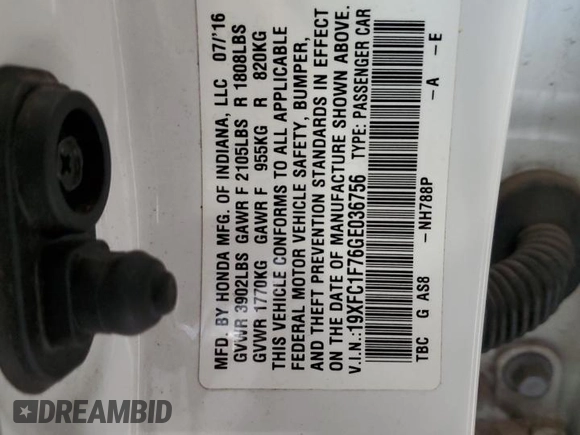 MFD. BY HONDA MFG. OF INDIANA, LLC 07/'16
GVWR 3902LBS GAWR F 2105LBS R 1808LBS
GVWR 1770KG GAWR F 955KG R 820KG
THIS VEHICLE CONFORMS TO ALL APPLICABLE
FEDERAL MOTOR VEHICLE SAFETY, BUMPER,
AND THEFT PREVENTION STANDARDS IN EFFECT
ON THE DATE OF MANUFACTURE SHOWN ABOVE.
V.I.N.:19XFC1F76GE036756 TYPE: PASSENGER CAR
TBC G AS8 -NH788P -A -E
DREAMBID